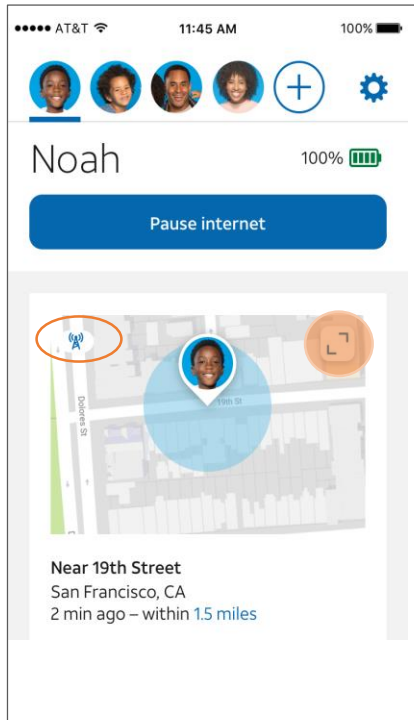 AT&T 11:45 AM 100%
Noah 100%
Pause internet
Dolores St
19th St
Near 19th Street
San Francisco, CA
2 min ago – within 1.5 miles